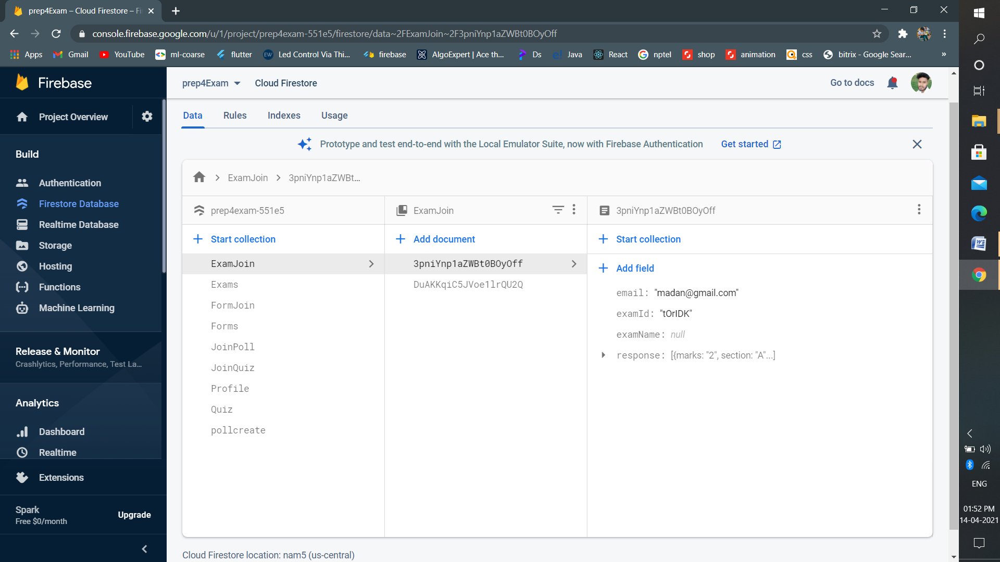 prep4Exam – Cloud Firestore – Fi
console.firebase.google.com/u/1/project/prep4exam-551e5/firestore/data~2FExamJoin~2F3pniYnp1aZWBt0BOyOff
Apps Gmail YouTube ml-coarse flutter Led Control Via Thi... firebase AlgoExpert | Ace th... Ds Java React nptel shop animation css bitrix - Google Sear... »
Firebase
prep4Exam Cloud Firestore Go to docs
Project Overview
Data Rules Indexes Usage
Prototype and test end-to-end with the Local Emulator Suite, now with Firebase Authentication Get started
Build
Authentication
Firestore Database
Realtime Database
Storage
Hosting
Functions
Machine Learning
Release & Monitor
Crashlytics, Performance, Test La...
Analytics
Dashboard
Realtime
Extensions
Spark
Free $0/month
Upgrade
ExamJoin 3pniYnp1aZWBt...
prep4exam-551e5
Start collection
ExamJoin
Exams
FormJoin
Forms
JoinPoll
JoinQuiz
Profile
Quiz
pollcreate
ExamJoin
Add document
3pniYnp1aZWBt0BOyOff
DuAKKqiC5JVoe1lrQU2Q
3pniYnp1aZWBt0BOyOff
Start collection
Add field
email: "madan@gmail.com"
examId: "tOrIDK"
examName: null
response: [{marks: "2", section: "A"...]
Cloud Firestore location: nam5 (us-central)
ENG
01:52 PM
14-04-2021